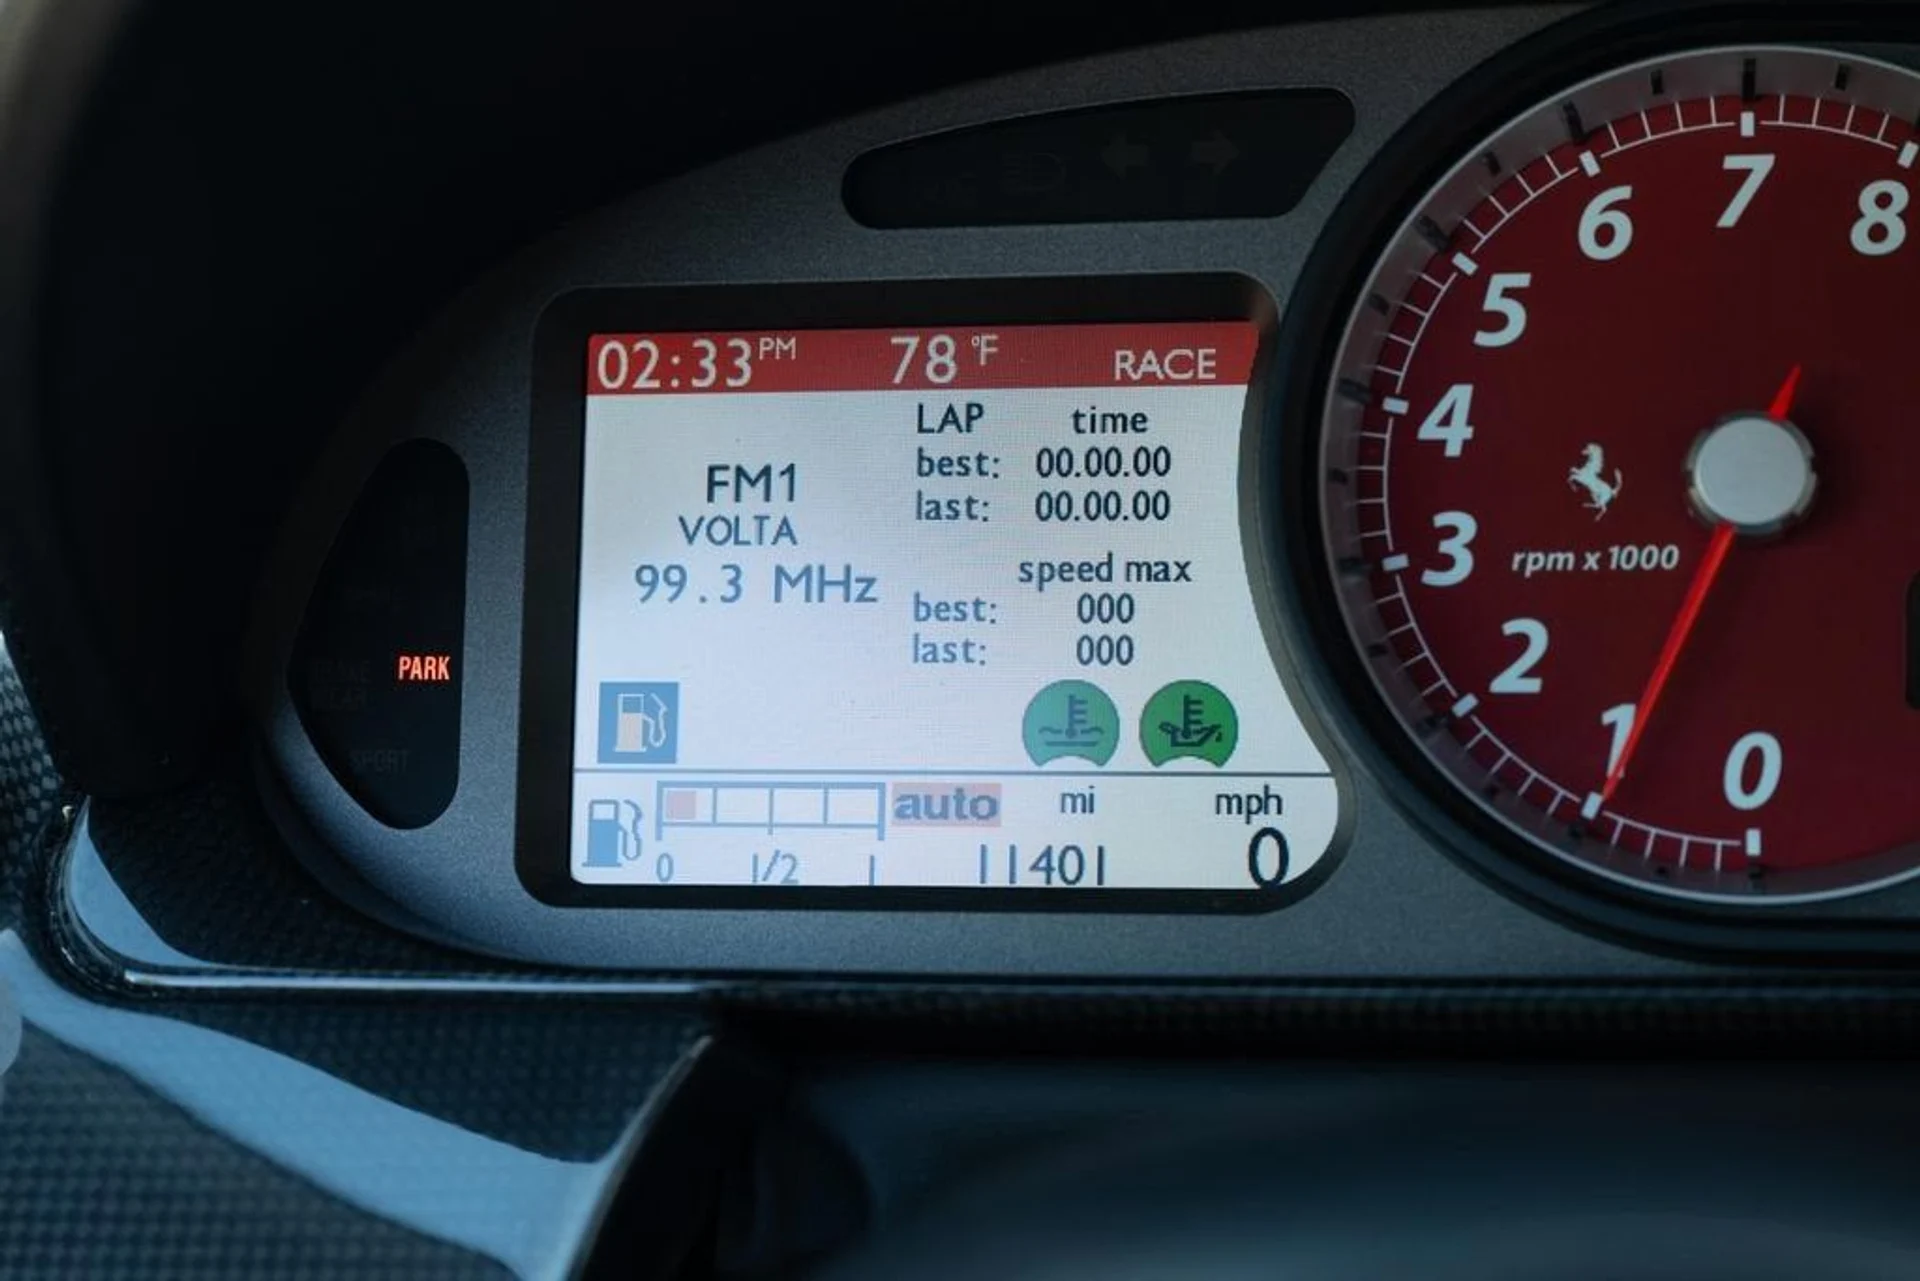 02:33 PM 78 °F RACE
LAP time
best: 00.00.00
last: 00.00.00
FM1
VOLTA
99.3 MHz
speed max
best: 000
last: 000
auto mi mph
0 1/2 1 11401 0
PARK
SPORT
8
7
6
5
4
3
2
1
0
rpm x 1000